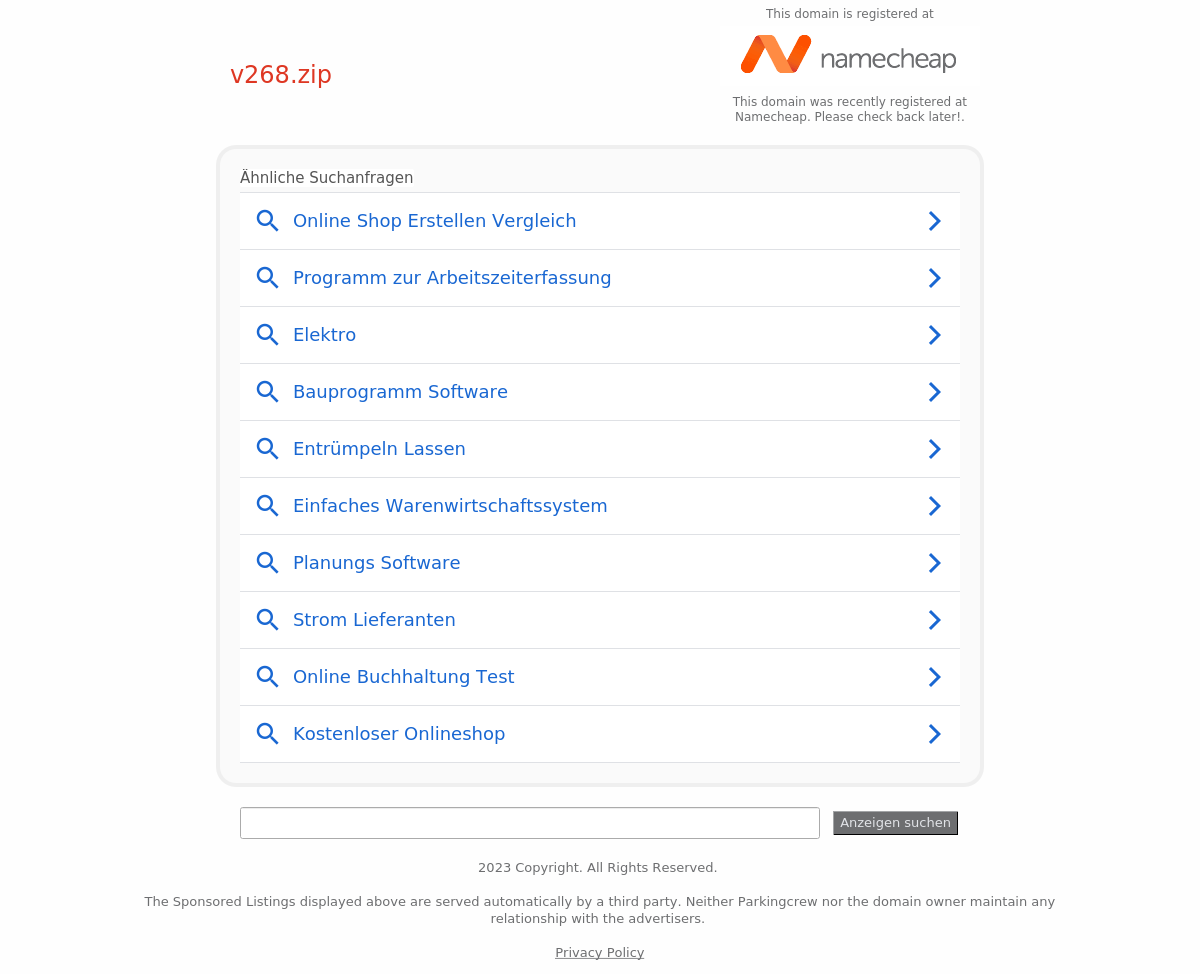 This domain is registered at
namecheap
v268.zip
This domain was recently registered at
Namecheap. Please check back later!.
Ähnliche Suchanfragen
Online Shop Erstellen Vergleich
Programm zur Arbeitszeiterfassung
Elektro
Bauprogramm Software
Entrümpeln Lassen
Einfaches Warenwirtschaftssystem
Planungs Software
Strom Lieferanten
Online Buchhaltung Test
Kostenloser Onlineshop
Anzeigen suchen
2023 Copyright. All Rights Reserved.
The Sponsored Listings displayed above are served automatically by a third party. Neither Parkingcrew nor the domain owner maintain any
relationship with the advertisers.
Privacy Policy